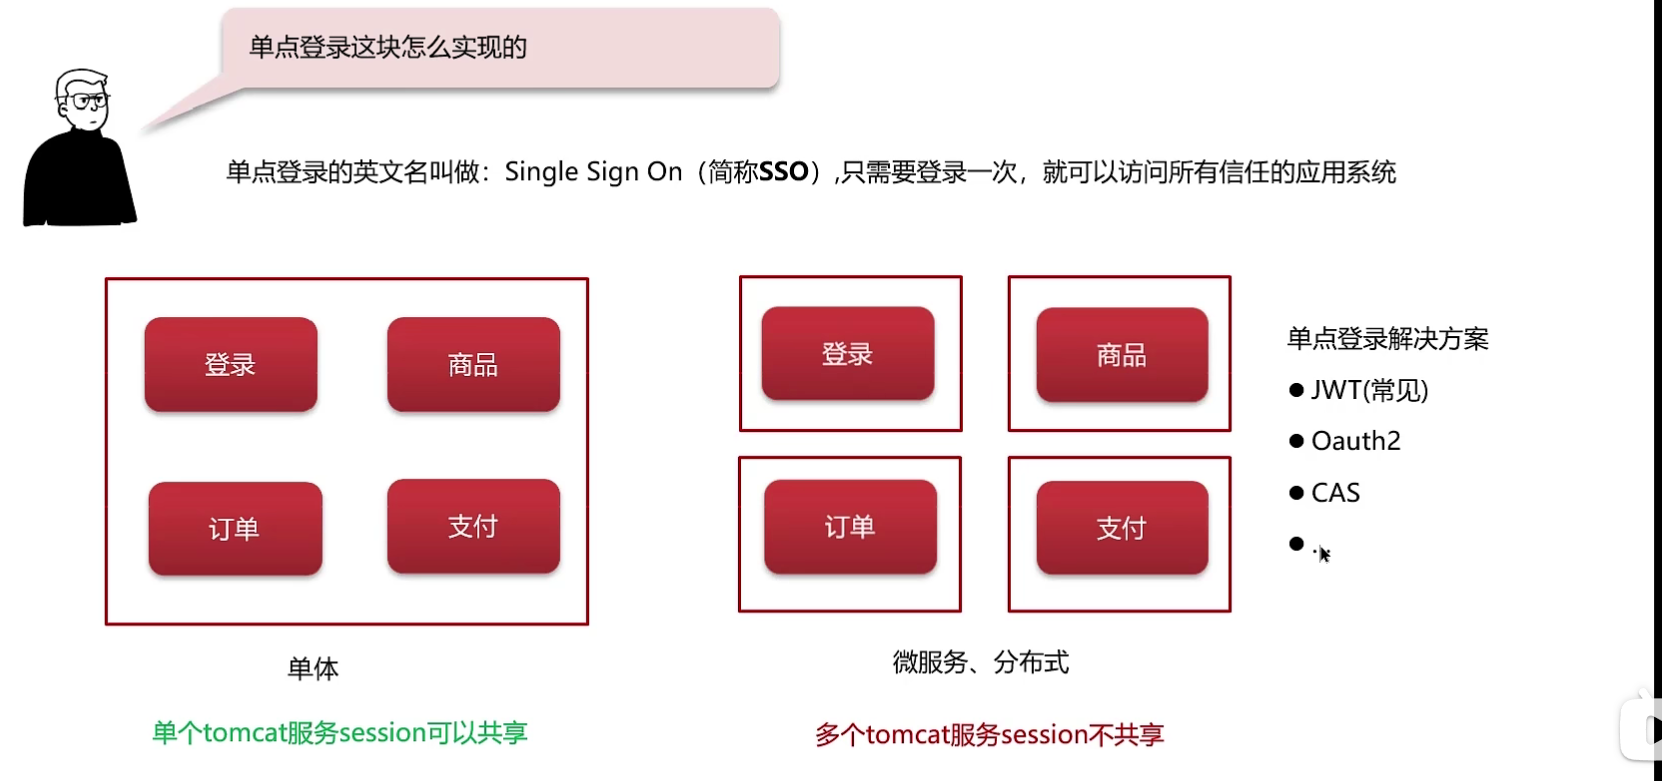 单点登录这块怎么实现的
单点登录的英文名叫做：Single Sign On（简称SSO）,只需要登录一次，就可以访问所有信任的应用系统
登录
商品
订单
支付
单体
单个tomcat服务session可以共享
登录
商品
订单
支付
微服务、分布式
多个tomcat服务session不共享
单点登录解决方案
JWT(常见)
Oauth2
CAS